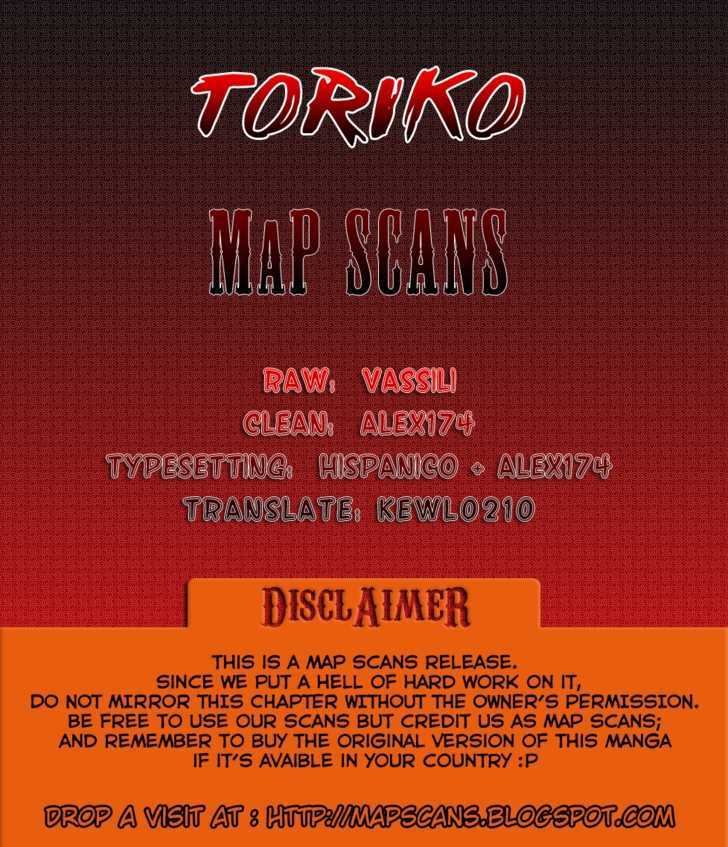 TORIKO
MAP SCANS
RAW: VASSILI
CLEAN: ALEX174
TYPESETTING: HISPANICO + ALEX174
TRANSLATE: KEWL0210
DISCLAIMER
THIS IS A MAP SCANS RELEASE.
SINCE WE PUT A HELL OF HARD WORK ON IT,
DO NOT MIRROR THIS CHAPTER WITHOUT THE OWNER'S PERMISSION.
BE FREE TO USE OUR SCANS BUT CREDIT US AS MAP SCANS;
AND REMEMBER TO BUY THE ORIGINAL VERSION OF THIS MANGA
IF IT'S AVAIBLE IN YOUR COUNTRY :P
DROP A VISIT AT : HTTP://MAPSCANS.BLOGSPOT.COM